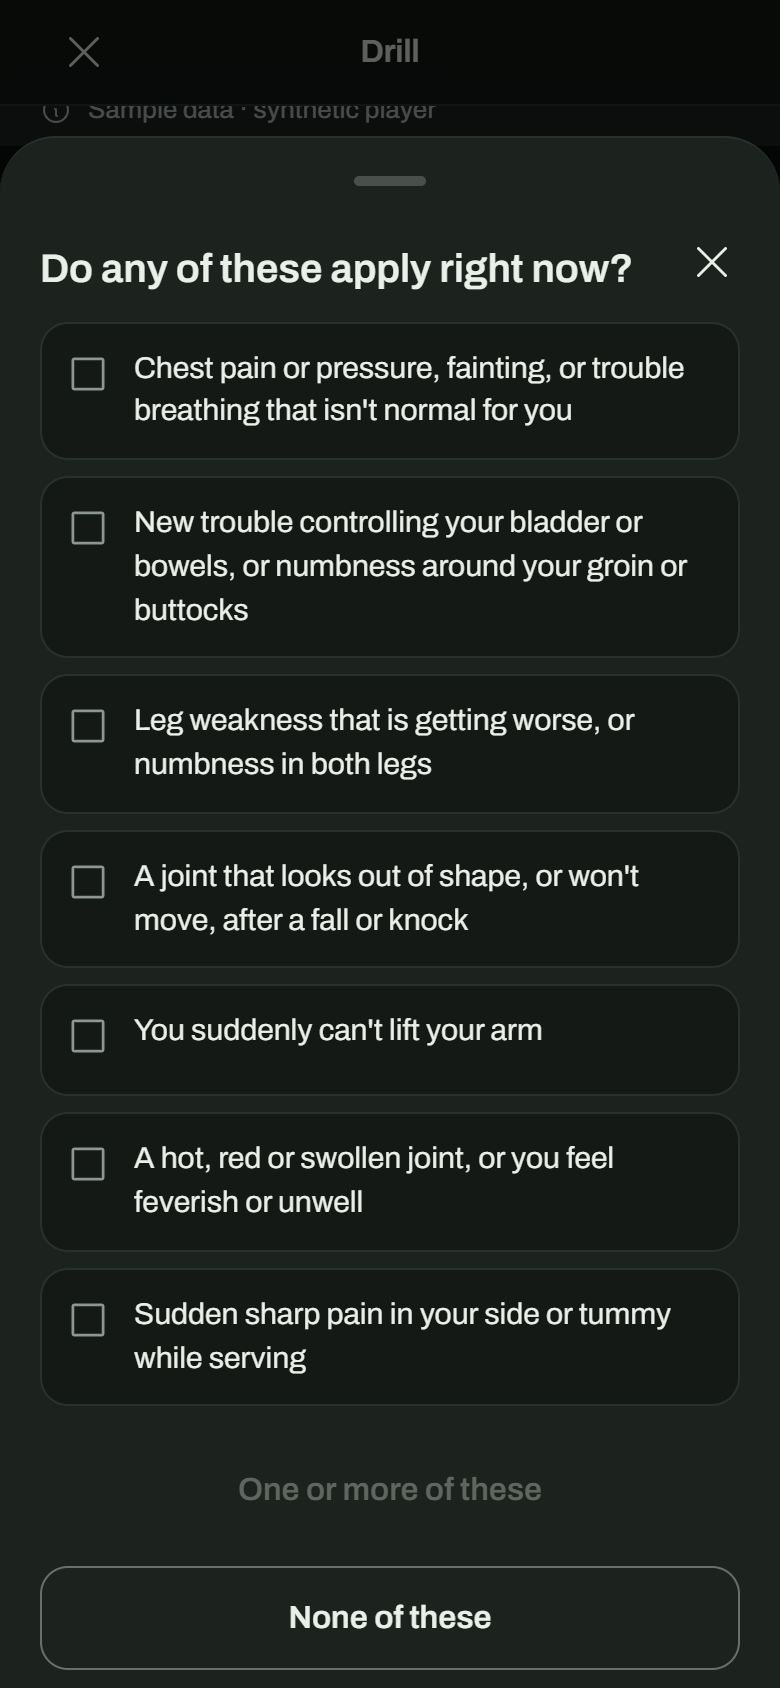 Drill
Sample data · synthetic player
Do any of these apply right now?
Chest pain or pressure, fainting, or trouble
breathing that isn't normal for you
New trouble controlling your bladder or
bowels, or numbness around your groin or
buttocks
Leg weakness that is getting worse, or
numbness in both legs
A joint that looks out of shape, or won't
move, after a fall or knock
You suddenly can't lift your arm
A hot, red or swollen joint, or you feel
feverish or unwell
Sudden sharp pain in your side or tummy
while serving
One or more of these
None of these